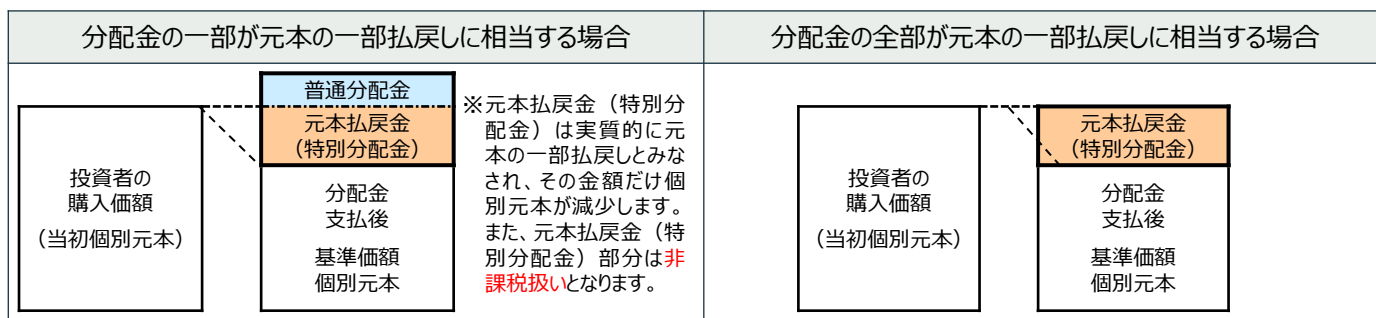 分配金の一部が元本の一部払戻しに相当する場合
分配金の全部が元本の一部払戻しに相当する場合
投資者の
購入価額
（当初個別元本）
普通分配金
元本払戻金
（特別分配金）
分配金
支払後
基準価額
個別元本
※元本払戻金（特別分
配金）は実質的に元
本の一部払戻しとみな
され、その金額だけ個
別元本が減少します。
また、元本払戻金（特
別分配金）部分は非
課税扱いとなります。
投資者の
購入価額
（当初個別元本）
元本払戻金
（特別分配金）
分配金
支払後
基準価額
個別元本